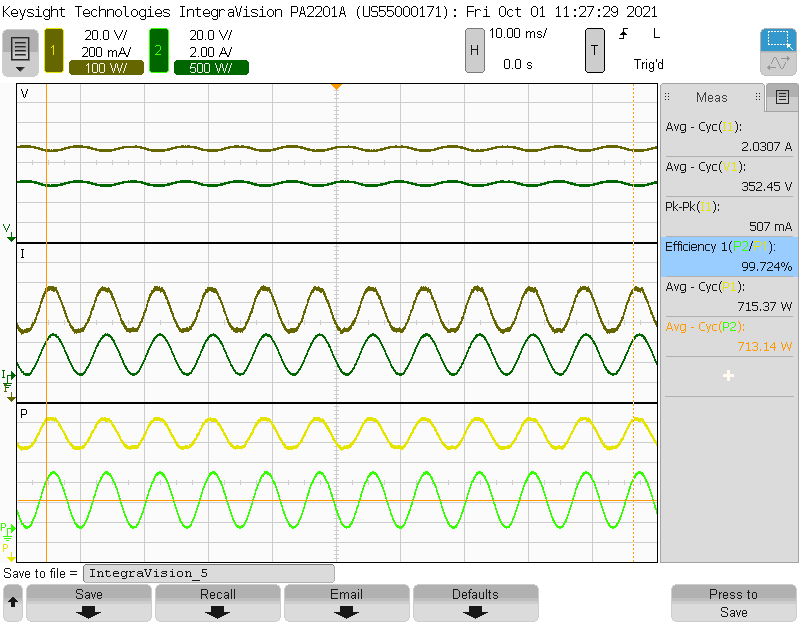 Keysight Technologies IntegraVision PA2201A (US55000171): Fri Oct 01 11:27:29 2021
1
20.0 V/
200 mA/
100 W/
2
20.0 V/
2.00 A/
500 W/
H
10.00 ms/
0.0 s
T
L
Trig'd
V
I
P
V
I
P
P
Meas
Avg - Cyc(I1):
2.0307 A
Avg - Cyc(V1):
352.45 V
Pk-Pk(I1):
507 mA
Efficiency 1(P2/P1):
99.724%
Avg - Cyc(P1):
715.37 W
Avg - Cyc(P2):
713.14 W
Save to file = IntegraVision_5
Save
Recall
Email
Defaults
Press to
Save